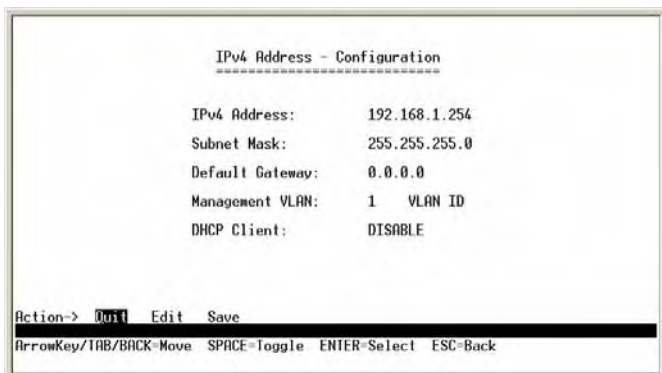 IPv4 Address - Configuration
============================
IPv4 Address: 192.168.1.254
Subnet Mask: 255.255.255.0
Default Gateway: 0.0.0.0
Management VLAN: 1 VLAN ID
DHCP Client: DISABLE
Action-> Quit Edit Save
ArrowKey/TAB/BACK=Move SPACE=Toggle ENTER=Select ESC=Back